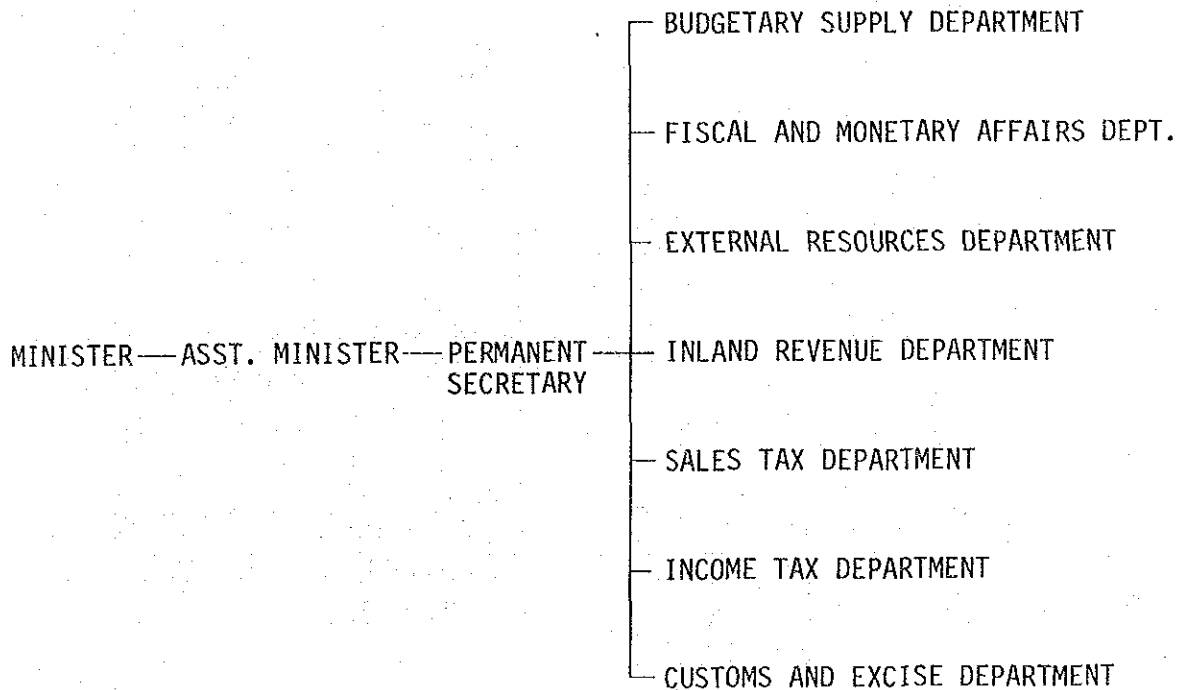 BUDGETARY SUPPLY DEPARTMENT
FISCAL AND MONETARY AFFAIRS DEPT.
EXTERNAL RESOURCES DEPARTMENT
MINISTER ASST. MINISTER PERMANENT INLAND REVENUE DEPARTMENT
SECRETARY
SALES TAX DEPARTMENT
INCOME TAX DEPARTMENT
CUSTOMS AND EXCISE DEPARTMENT